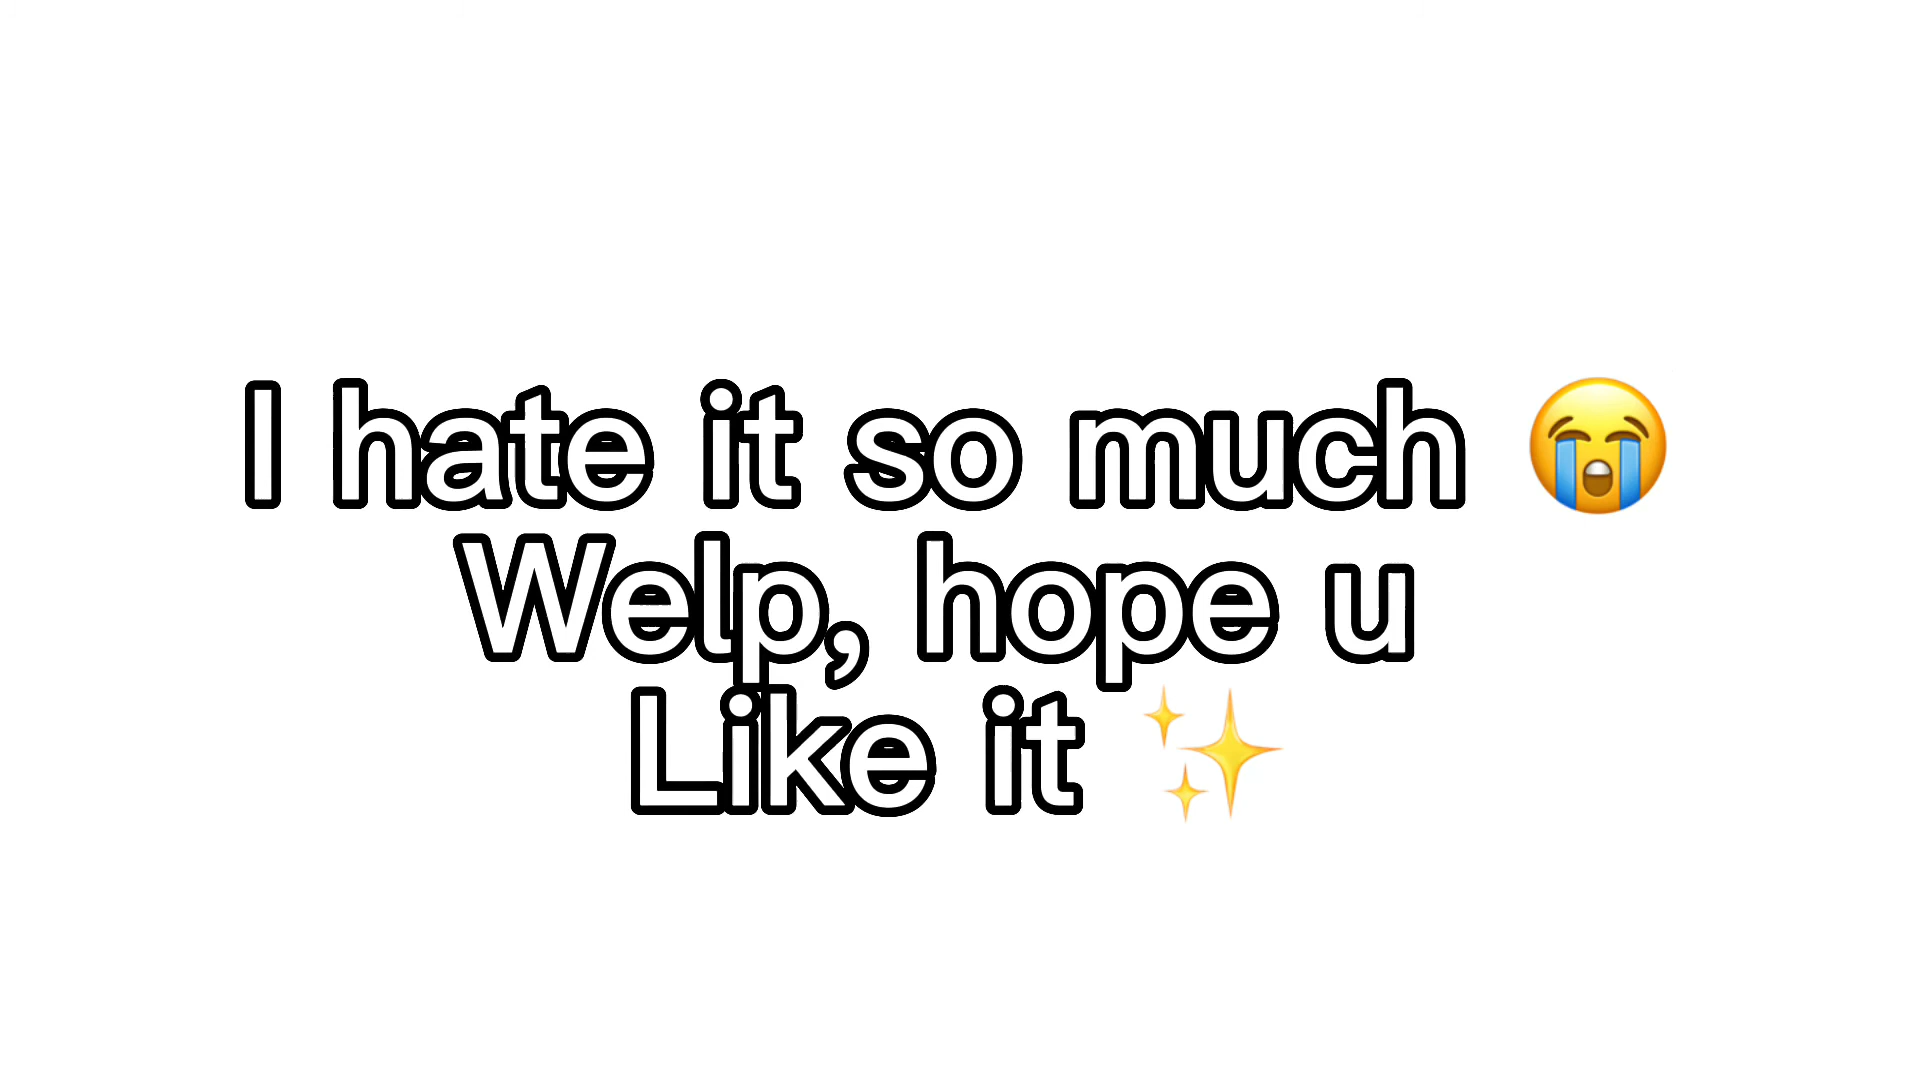 I hate it so much 😭
Welp, hope u
Like it ✨